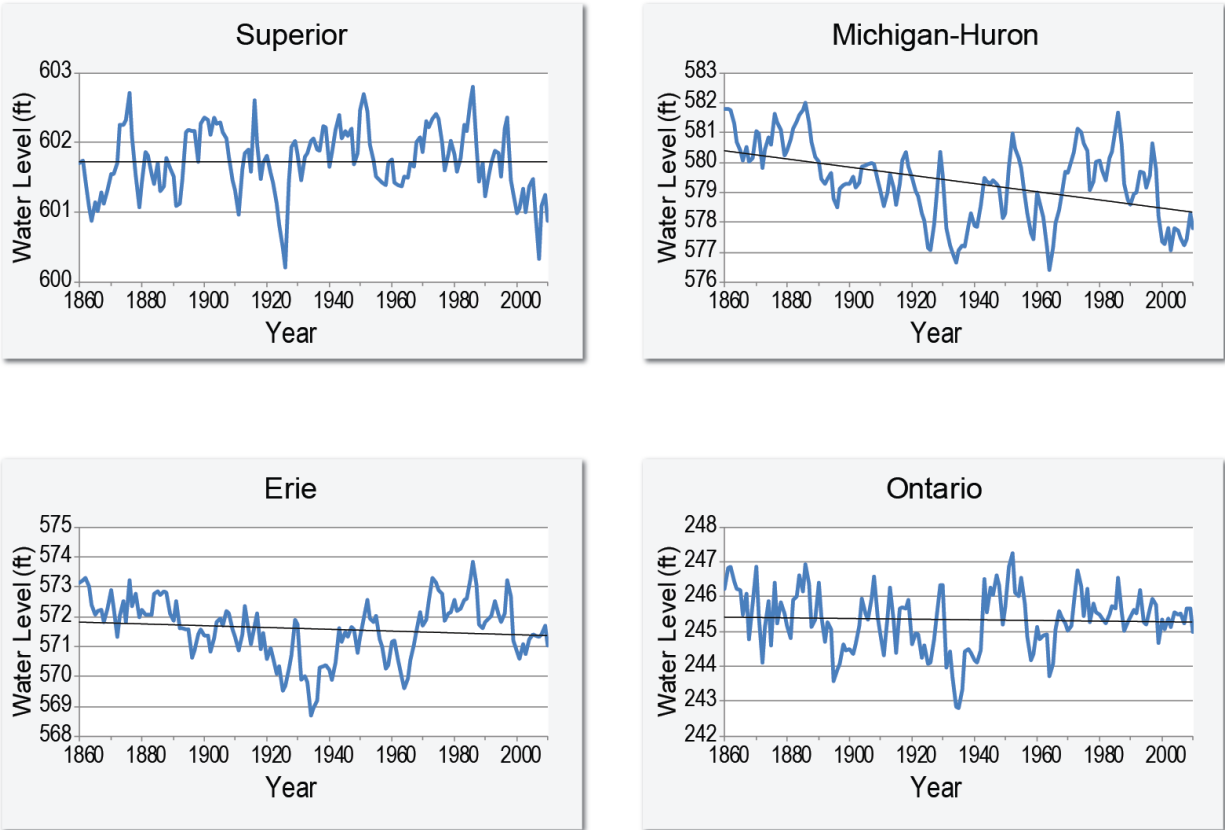 Superior
Water Level (ft)
603
602
601
600
1860 1880 1900 1920 1940 1960 1980 2000
Year
Michigan-Huron
Water Level (ft)
583
582
581
580
579
578
577
576
1860 1880 1900 1920 1940 1960 1980 2000
Year
Erie
Water Level (ft)
575
574
573
572
571
570
569
568
1860 1880 1900 1920 1940 1960 1980 2000
Year
Ontario
Water Level (ft)
248
247
246
245
244
243
242
1860 1880 1900 1920 1940 1960 1980 2000
Year